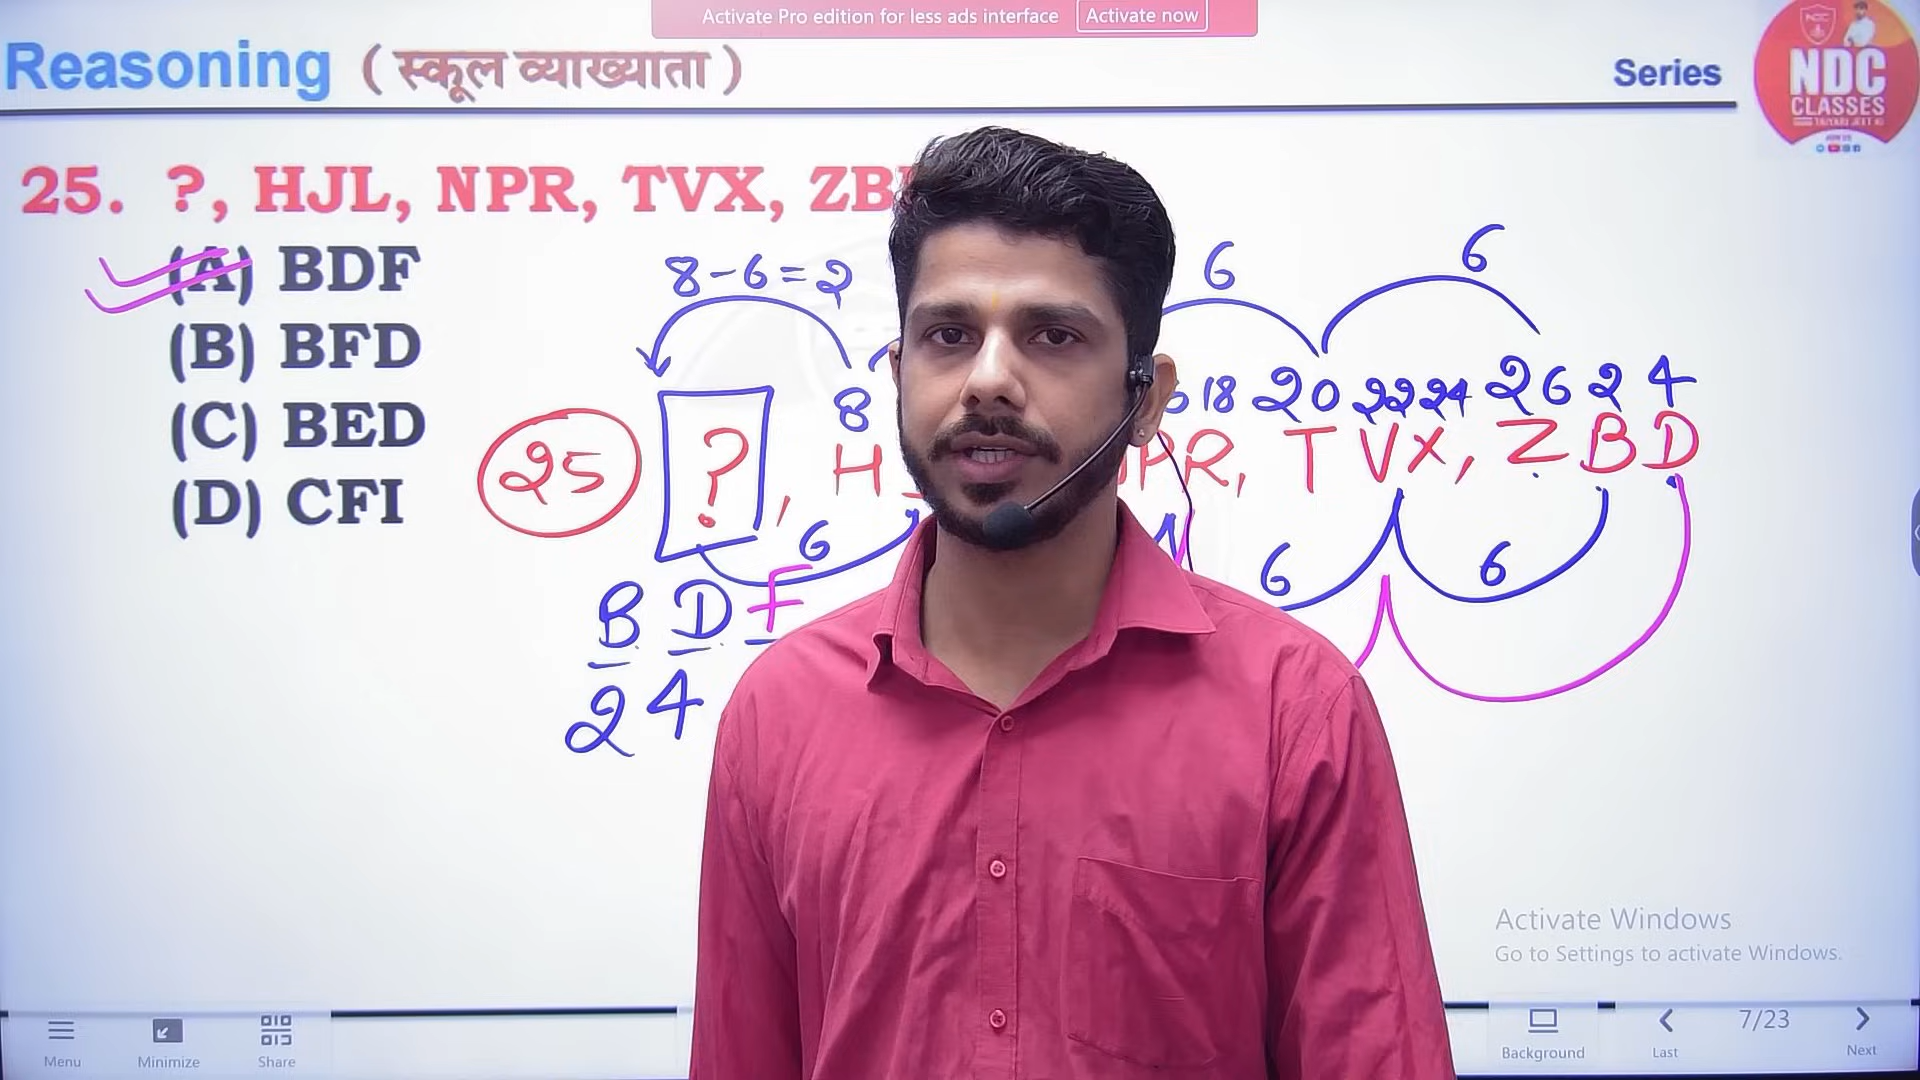 Activate Pro edition for less ads interface Activate now
Reasoning ( स्कूल व्याख्याता )
Series
NDC
CLASSES
25. ?, HJL, NPR, TVX, ZB
(A) BDF
(B) BFD
(C) BED
(D) CFI
8-6=2
6
6
8
18 20 22 24 26 2 4
25
? , H
PR, T V X, Z B D
6
6
6
B D F
2 4
Activate Windows
Go to Settings to activate Windows.
Menu
Minimize
Share
Background
Last
7/23
Next